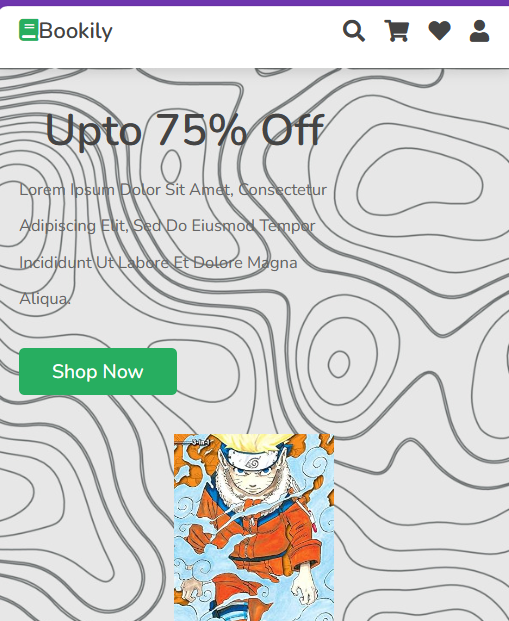 Bookily
Upto 75% Off
Lorem Ipsum Dolor Sit Amet, Consectetur
Adipiscing Elit, Sed Do Eiusmod Tempor
Incididunt Ut Labore Et Dolore Magna
Aliqua.
Shop Now